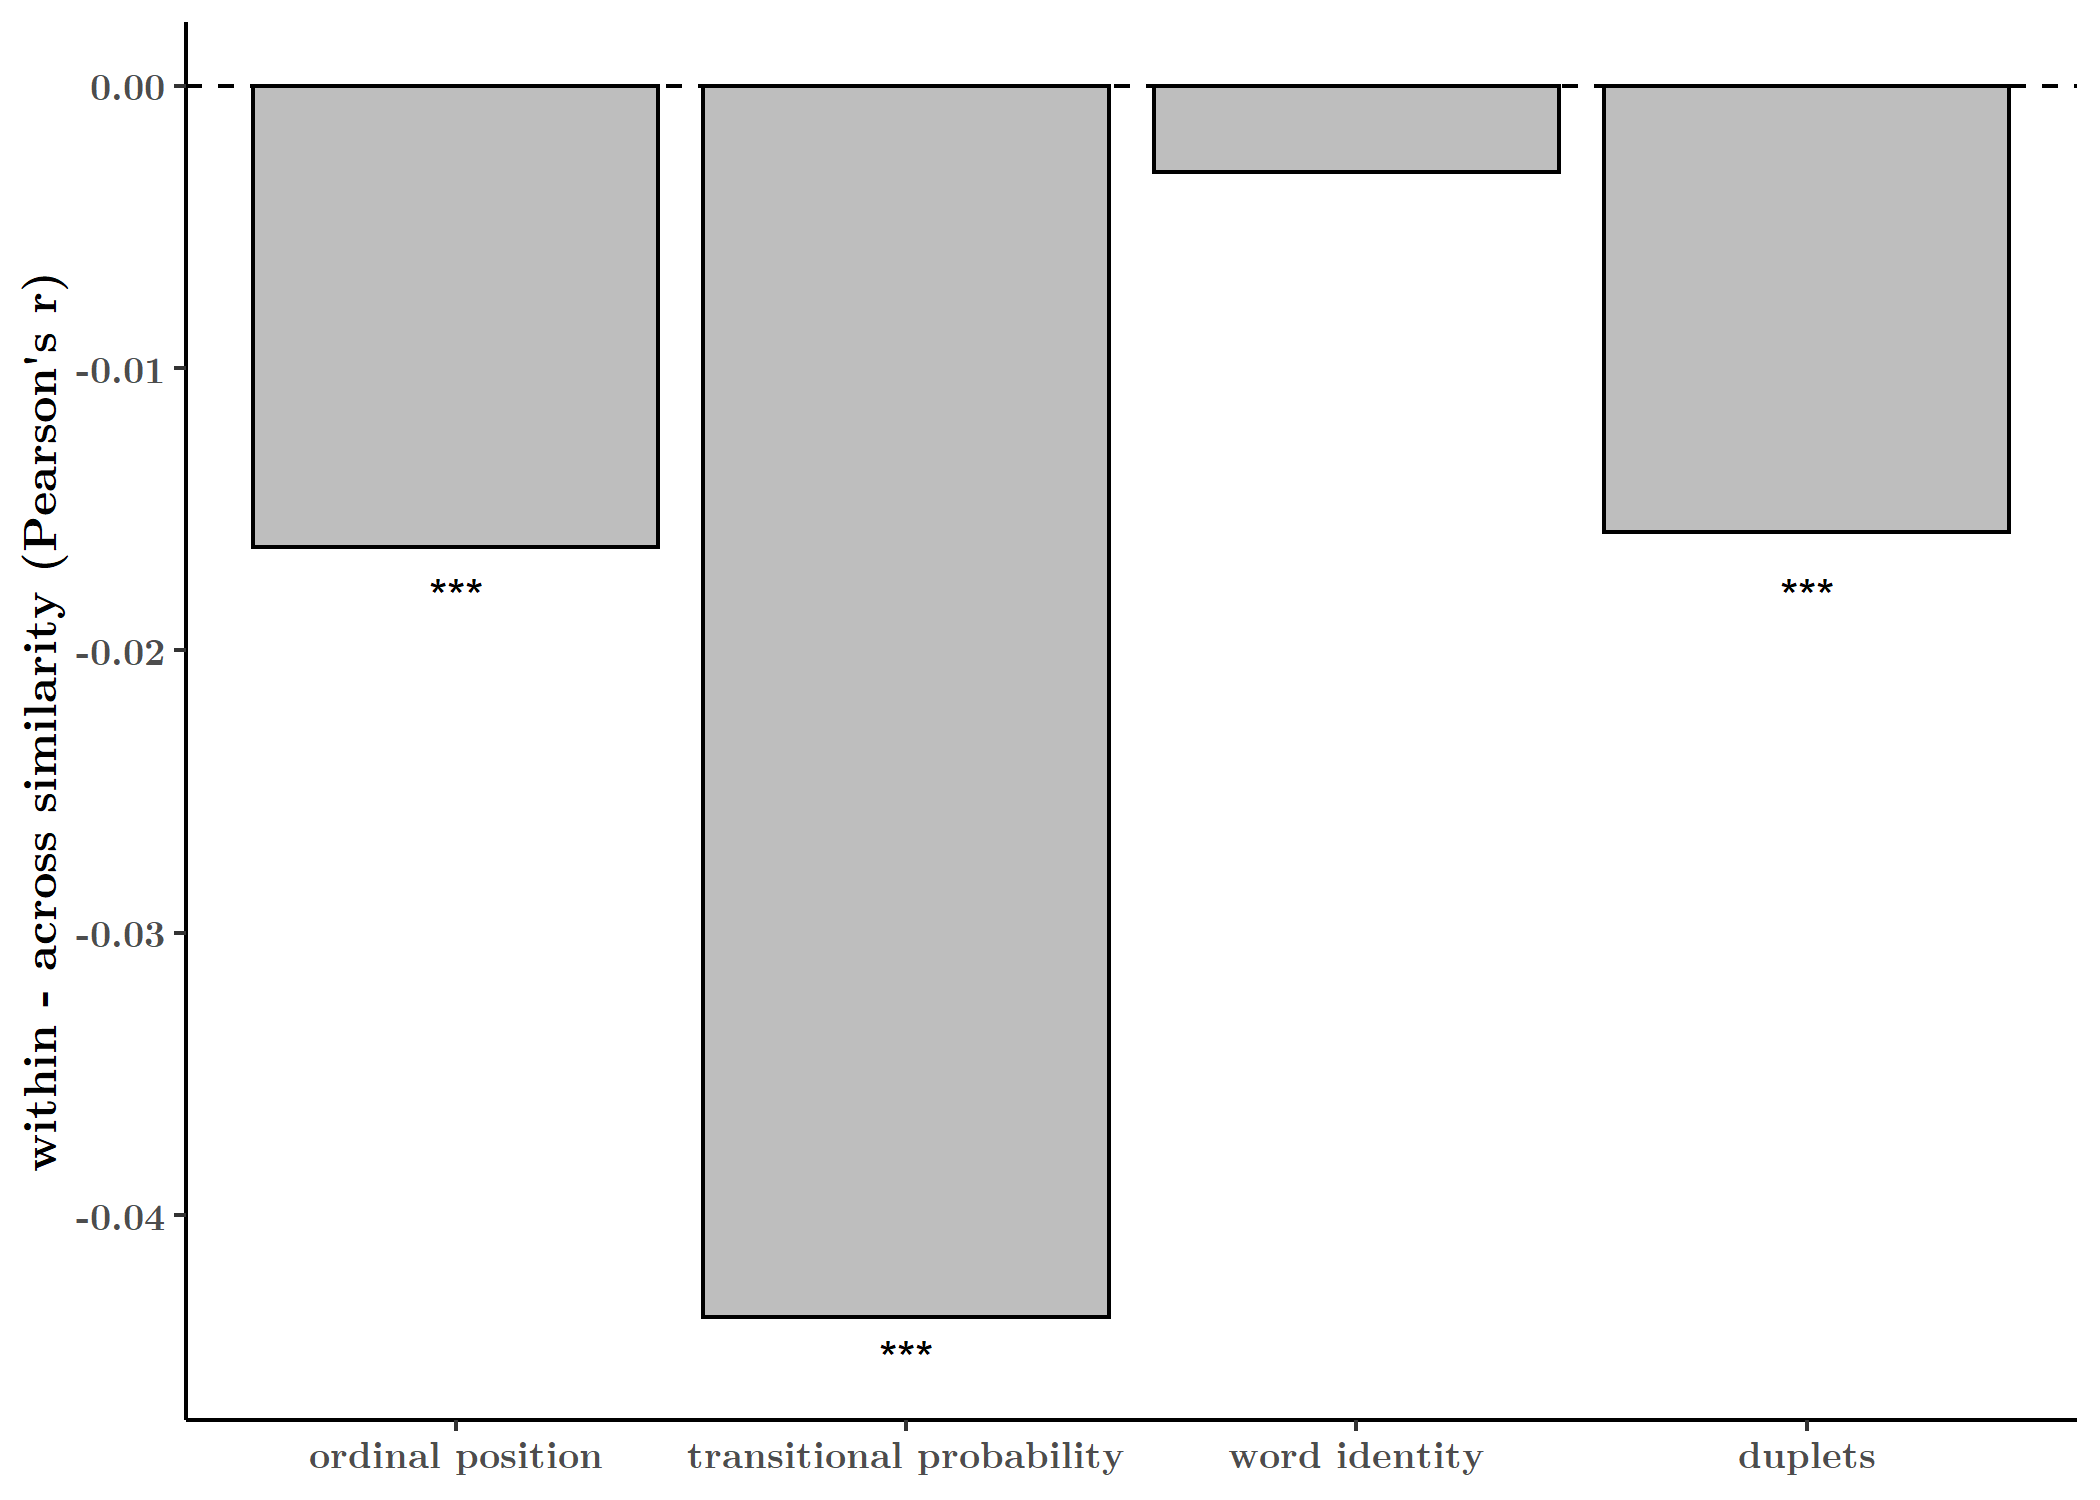 within - across similarity (Pearson's r)
0.00
-0.01
-0.02
-0.03
-0.04
***
***
***
ordinal position
transitional probability
word identity
duplets